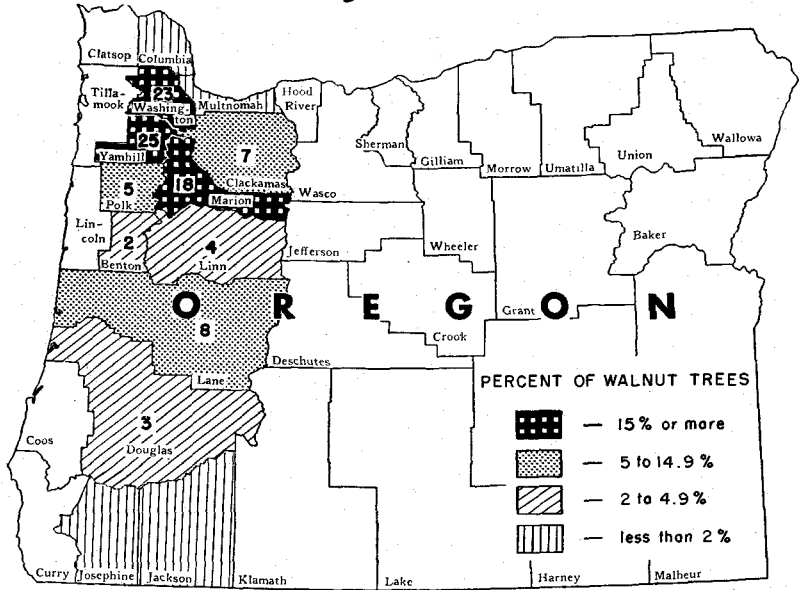 Clatsop
Columbia
Tilla-
mook
23
Washing-
ton
Multnomah
Hood
River
25
Yamhill
7
Clackamas
Sherman
Gilliam
Morrow
Umatilla
Union
Wallowa
5
Polk
18
Marion
Wasco
Lin-
coln
2
Benton
4
Linn
Jefferson
Wheeler
Baker
OREGON
8
Lane
Deschutes
Crook
Grant
3
Douglas
Coos
Curry
Josephine
Jackson
Klamath
Lake
Harney
Malheur
PERCENT OF WALNUT TREES
— 15% or more
— 5 to 14.9%
— 2 to 4.9%
— less than 2%